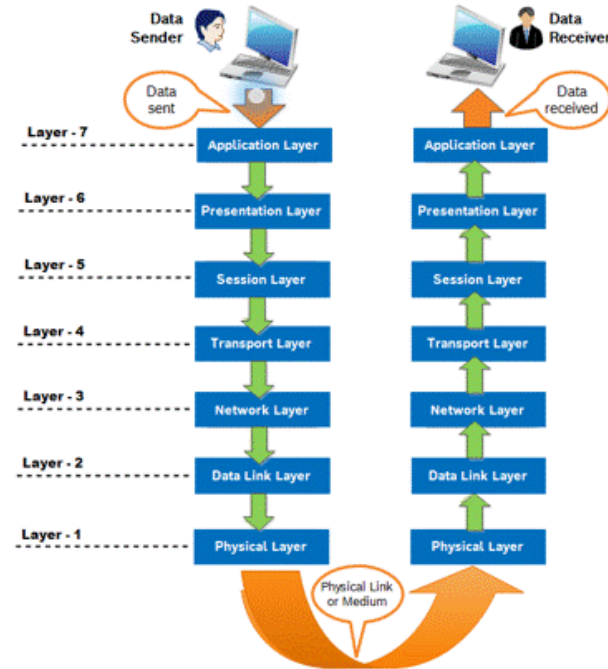 Data
Sender
Data
Receiver
Data
sent
Data
received
Layer - 7
Application Layer
Application Layer
Layer - 6
Presentation Layer
Presentation Layer
Layer - 5
Session Layer
Session Layer
Layer - 4
Transport Layer
Transport Layer
Layer - 3
Network Layer
Network Layer
Layer - 2
Data Link Layer
Data Link Layer
Layer - 1
Physical Layer
Physical Layer
Physical Link
or Medium